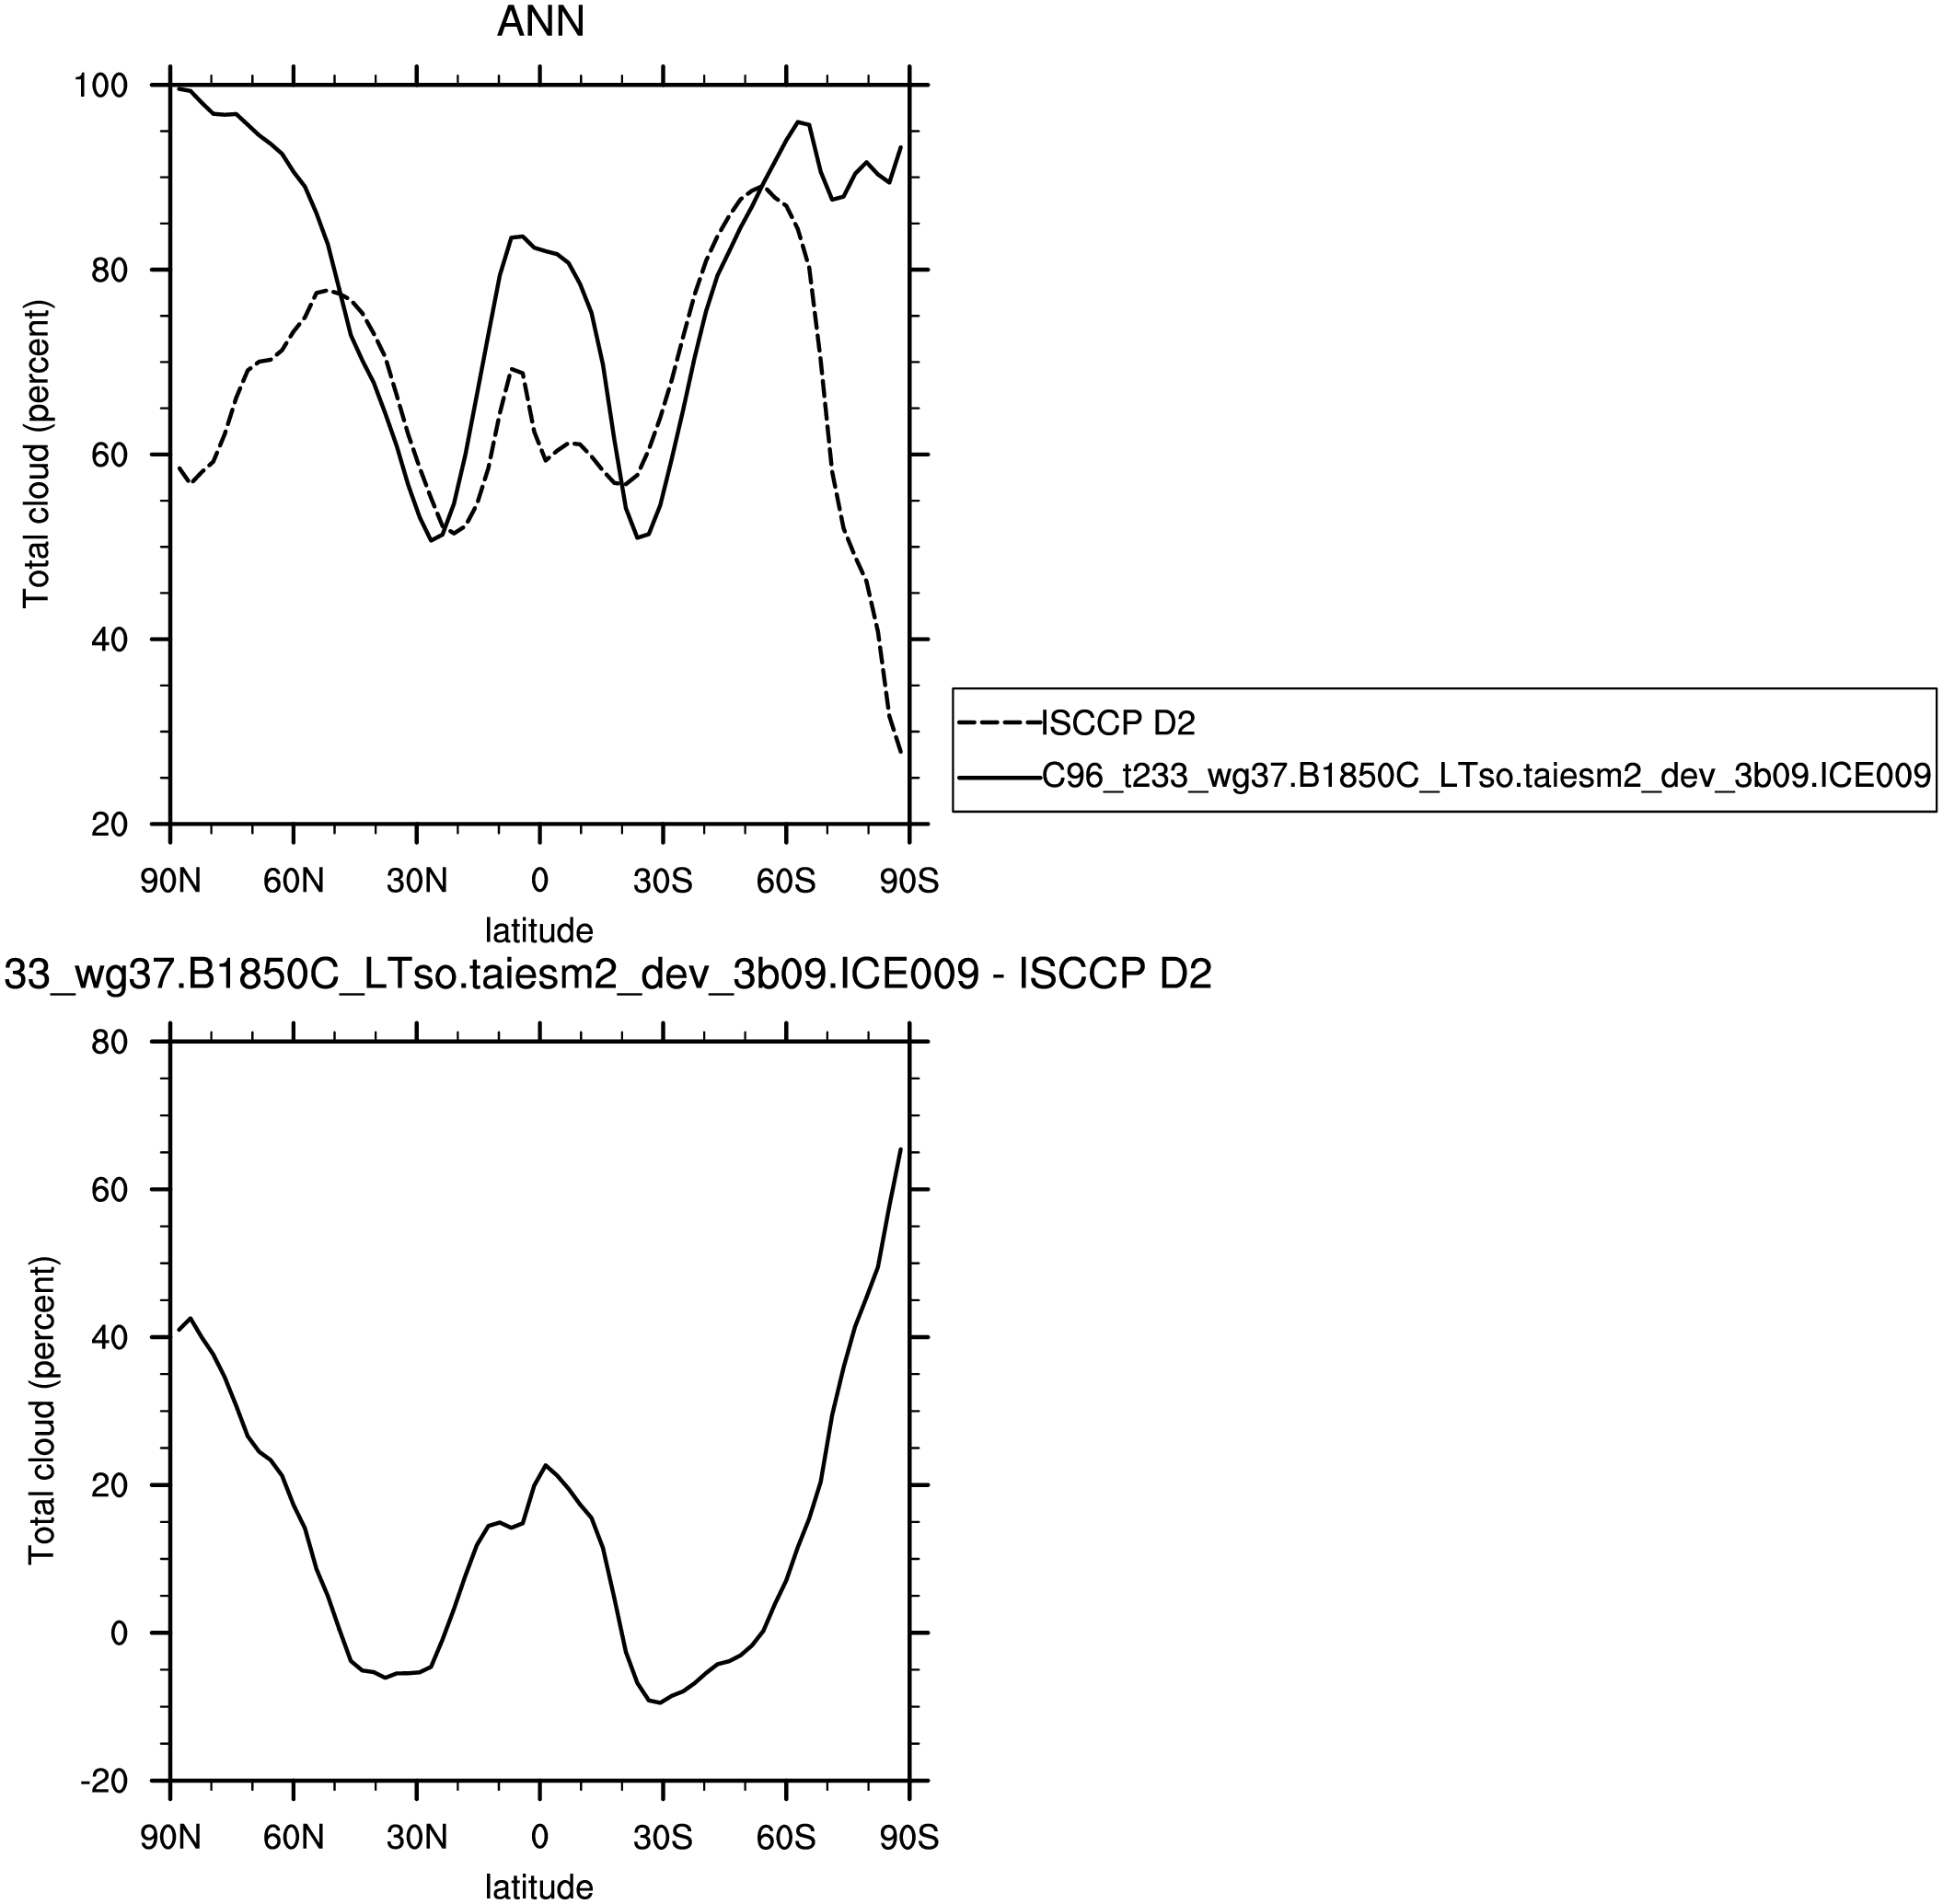 ANN
100
80
60
40
20
Total cloud (percent)
90N 60N 30N 0 30S 60S 90S
latitude
ISCCP D2
C96_t233_wg37.B1850C_LTso.taiesm2_dev_3b09.ICE009
33_wg37.B1850C_LTso.taiesm2_dev_3b09.ICE009 - ISCCP D2
80
60
40
20
0
-20
Total cloud (percent)
90N 60N 30N 0 30S 60S 90S
latitude